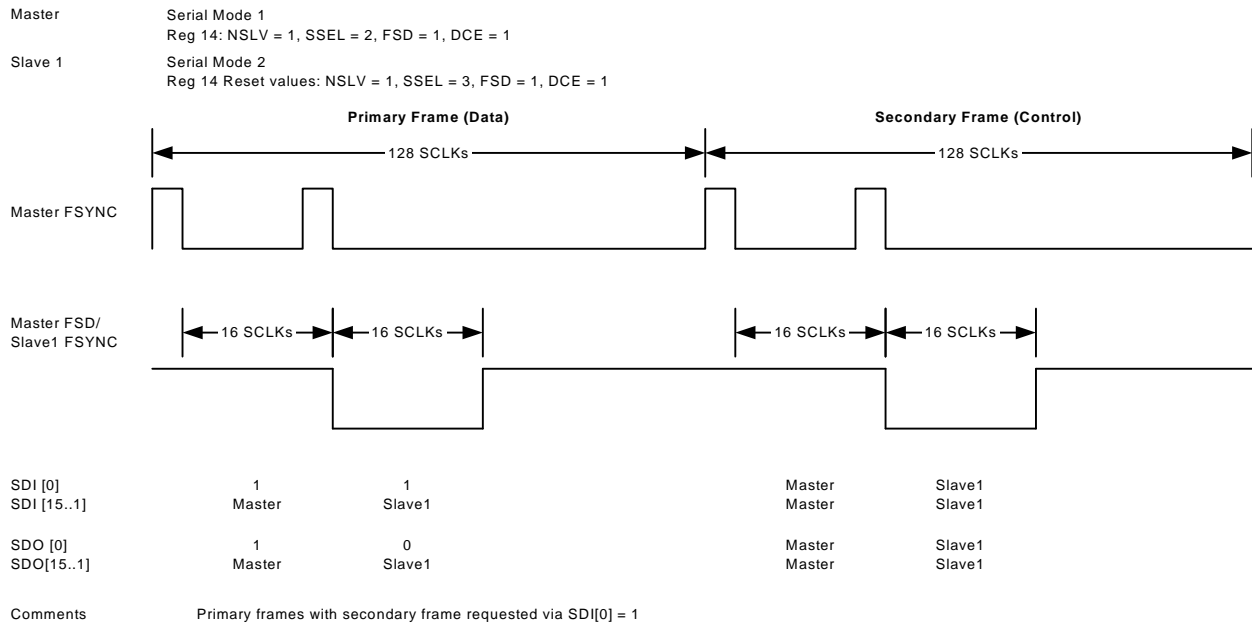 Master Serial Mode 1
Reg 14: NSLV = 1, SSEL = 2, FSD = 1, DCE = 1
Slave 1 Serial Mode 2
Reg 14 Reset values: NSLV = 1, SSEL = 3, FSD = 1, DCE = 1
Primary Frame (Data) Secondary Frame (Control)
128 SCLKs 128 SCLKs
Master FSYNC
Master FSD/
Slave1 FSYNC
16 SCLKs 16 SCLKs 16 SCLKs 16 SCLKs
SDI [0] 1 1 Master Slave1
SDI [15..1] Master Slave1 Master Slave1
SDO [0] 1 0 Master Slave1
SDO[15..1] Master Slave1 Master Slave1
Comments Primary frames with secondary frame requested via SDI[0] = 1